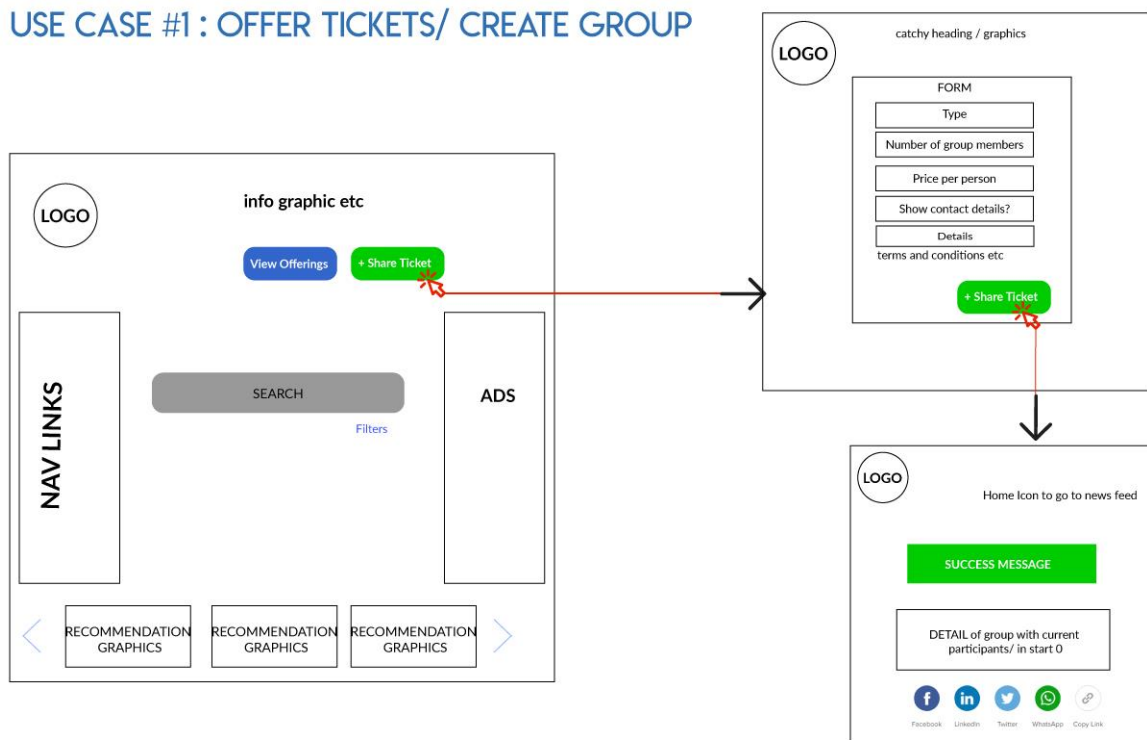 USE CASE #1 : OFFER TICKETS/ CREATE GROUP
LOGO
info graphic etc
View Offerings
+ Share Ticket
NAV LINKS
SEARCH
Filters
ADS
RECOMMENDATION
GRAPHICS
RECOMMENDATION
GRAPHICS
RECOMMENDATION
GRAPHICS
LOGO
catchy heading / graphics
FORM
Type
Number of group members
Price per person
Show contact details?
Details
terms and conditions etc
+ Share Ticket
LOGO
Home Icon to go to news feed
SUCCESS MESSAGE
DETAIL of group with current
participants/ in start 0
f
in
Facebook
LinkedIn
Twitter
WhatsApp
Copy Link